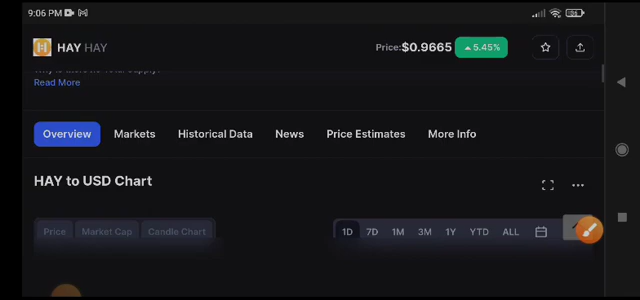 9:06 PM
HAY HAY
Price:$0.9665
5.45%
Read More
Overview
Markets
Historical Data
News
Price Estimates
More Info
HAY to USD Chart
Price
Market Cap
Candle Chart
1D
7D
1M
3M
1Y
YTD
ALL